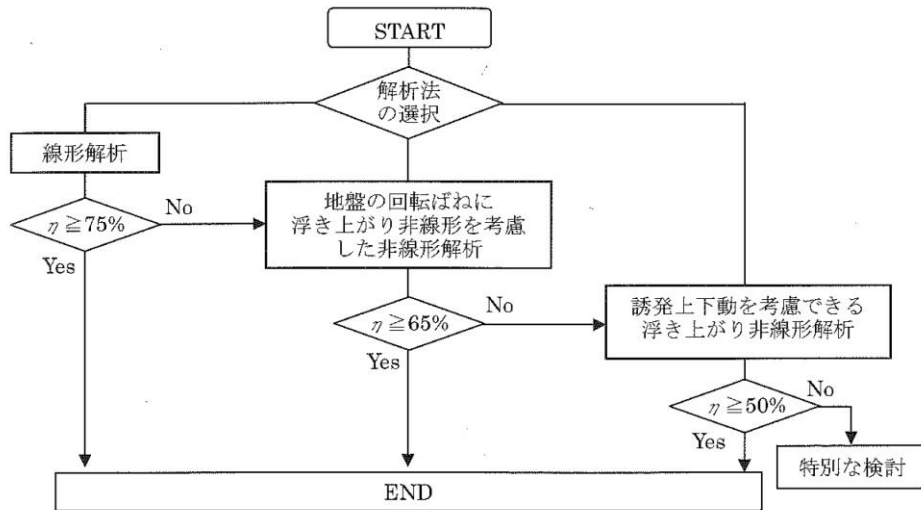 START
解析法
の選択
線形解析
η≧75%
No
Yes
地盤の回転ばねに
浮き上がり非線形を考慮
した非線形解析
η≧65%
No
Yes
誘発上下動を考慮できる
浮き上がり非線形解析
η≧50%
No
Yes
特別な検討
END